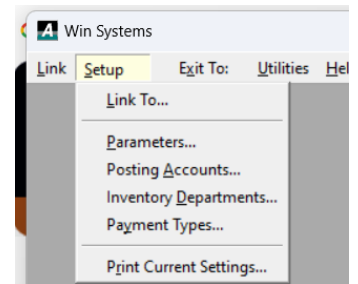 Win Systems
Link Setup Exit To: Utilities
Link To...
Parameters...
Posting Accounts...
Inventory Departments...
Payment Types...
Print Current Settings...